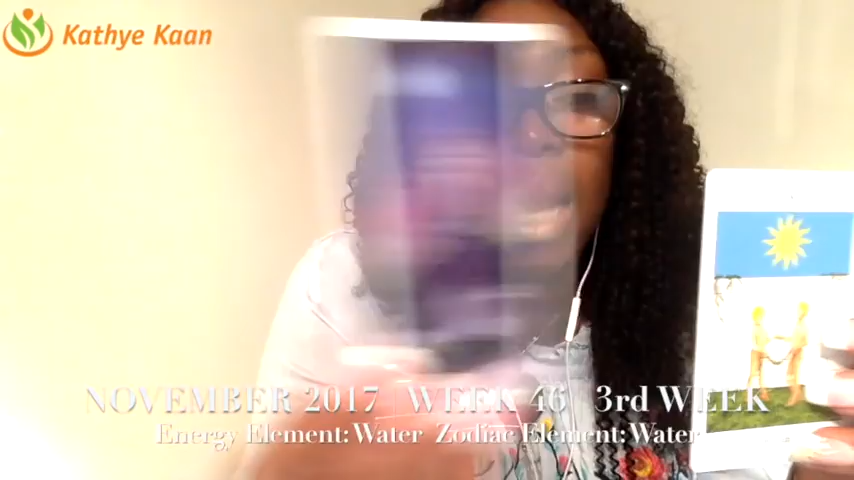 Kathye Kaan
NOVEMBER 2017 | WEEK 46 | 3rd WEEK
Energy Element: Water Zodiac Element: Water